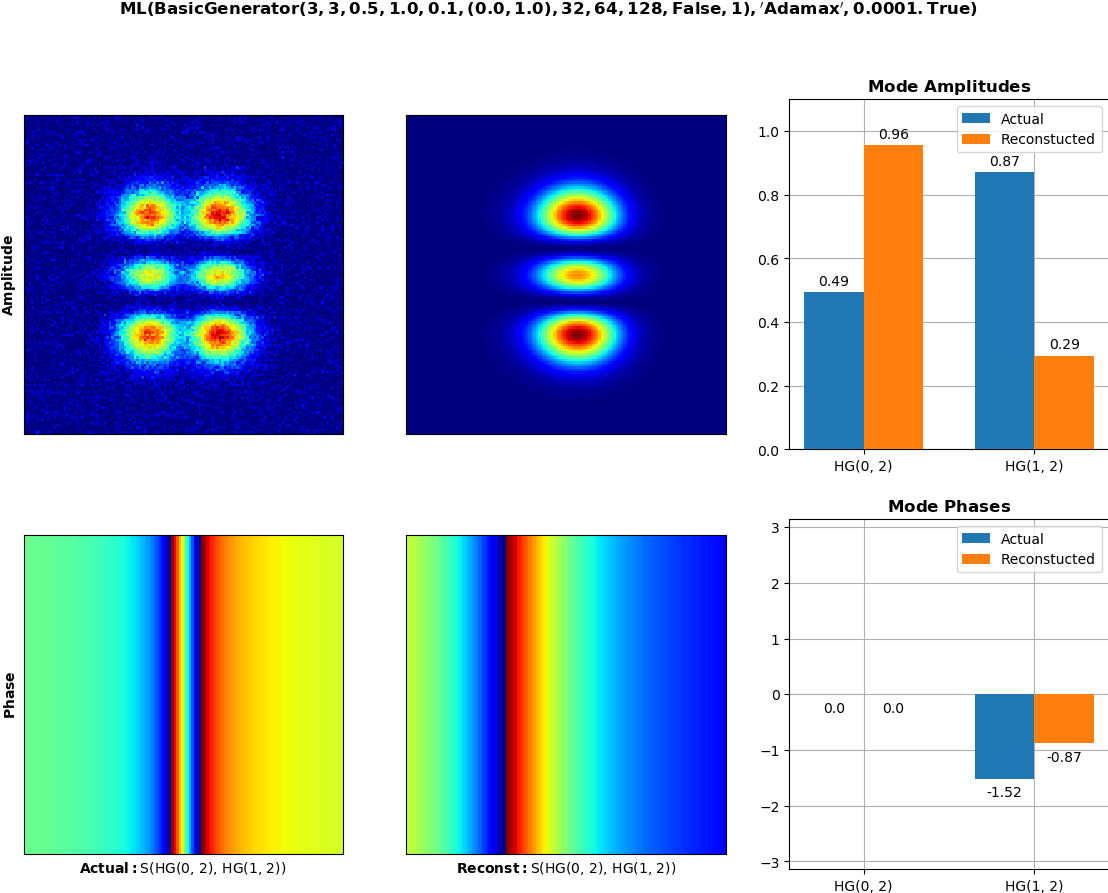 ML(BasicGenerator(3, 3, 0.5, 1.0, 0.1, (0.0, 1.0), 32, 64, 128, False, 1), ′Adamax′, 0.0001. True)
Mode Amplitudes
Amplitude
1.0
0.8
0.6
0.4
0.2
0.0
Actual
Reconstucted
0.49
0.96
0.87
0.29
HG(0, 2)
HG(1, 2)
Mode Phases
Phase
3
2
1
0
−1
−2
−3
Actual
Reconstucted
0.0
0.0
-1.52
-0.87
HG(0, 2)
HG(1, 2)
Actual: S(HG(0, 2), HG(1, 2))
Reconst: S(HG(0, 2), HG(1, 2))